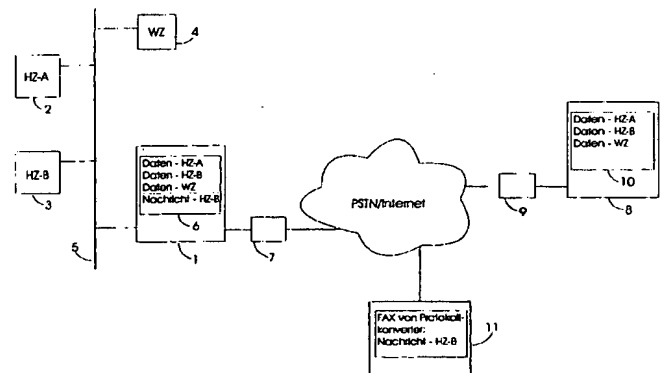 WZ
4
HZ-A
2
HZ-B
3
5
Daten - HZ-A
Daten - HZ-B
Daten - WZ
Nachricht - HZ-B
6
1
7
PSTN/Internet
9
Daten - HZ-A
Daten - HZ-B
Daten - WZ
10
8
FAX von Protokoll-
konverter:
Nachricht - HZ-B
11